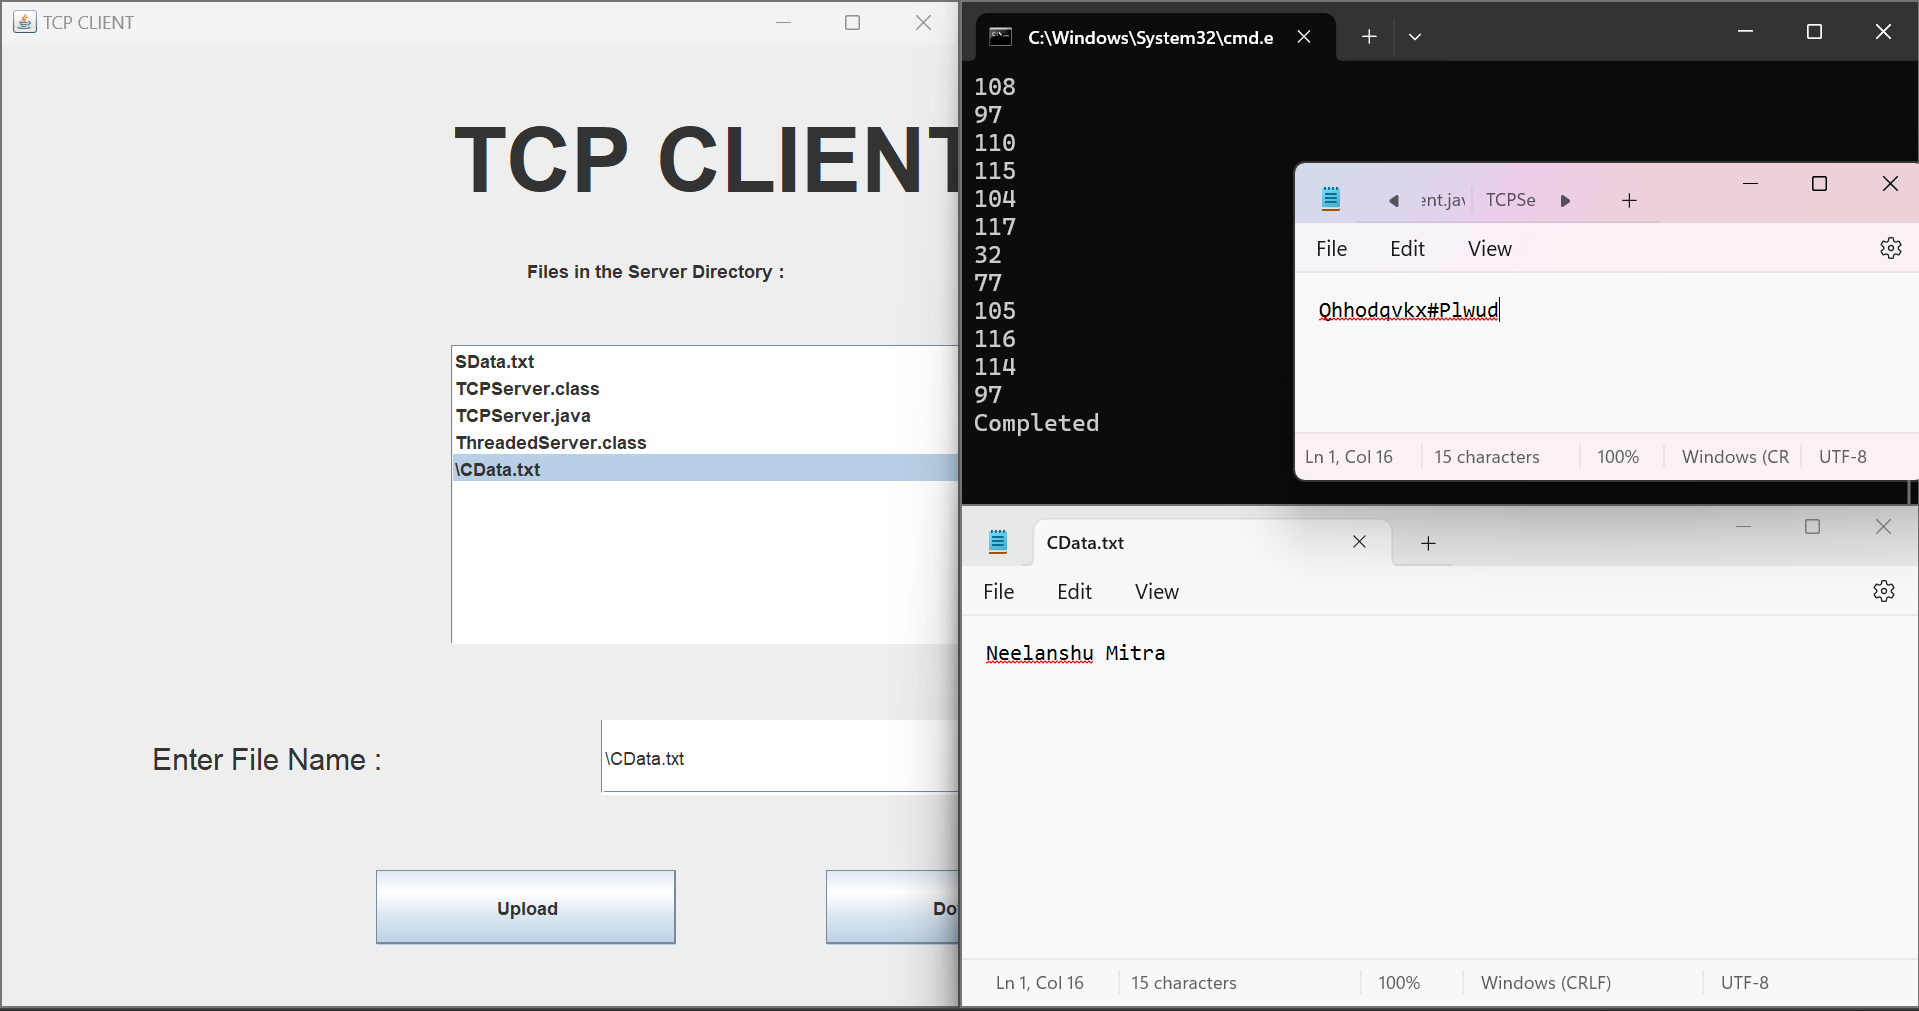 TCP CLIENT
TCP CLIENT
Files in the Server Directory :
SData.txt
TCPServer.class
TCPServer.java
ThreadedServer.class
\CData.txt
Enter File Name :
\CData.txt
Upload
Do
C:\Windows\System32\cmd.e
108
97
110
115
104
117
32
77
105
116
114
97
Completed
ent.jav TCPSe
File Edit View
Qhhodqvkx#Plwud
Ln 1, Col 16 15 characters 100% Windows (CR UTF-8
CData.txt
File Edit View
Neelanshu Mitra
Ln 1, Col 16 15 characters 100% Windows (CRLF) UTF-8